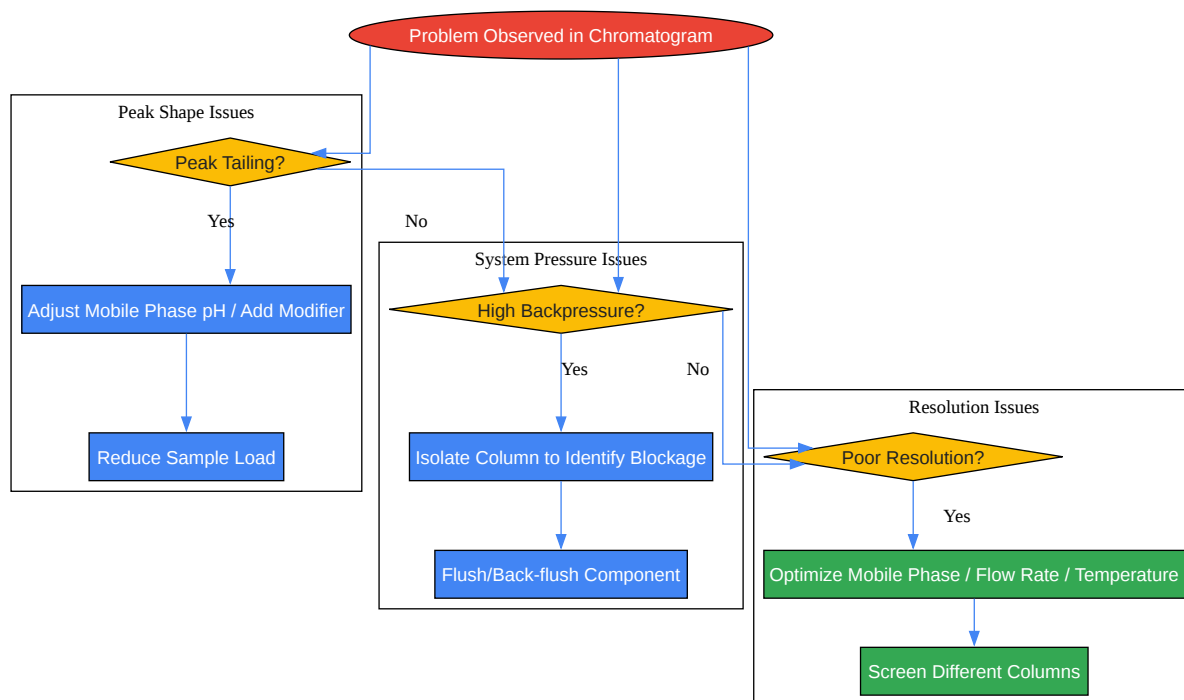 Problem Observed in Chromatogram
Peak Shape Issues
Peak Tailing?
Yes
No
Adjust Mobile Phase pH / Add Modifier
Reduce Sample Load
System Pressure Issues
High Backpressure?
Yes
No
Isolate Column to Identify Blockage
Flush/Back-flush Component
Resolution Issues
Poor Resolution?
Yes
Optimize Mobile Phase / Flow Rate / Temperature
Screen Different Columns